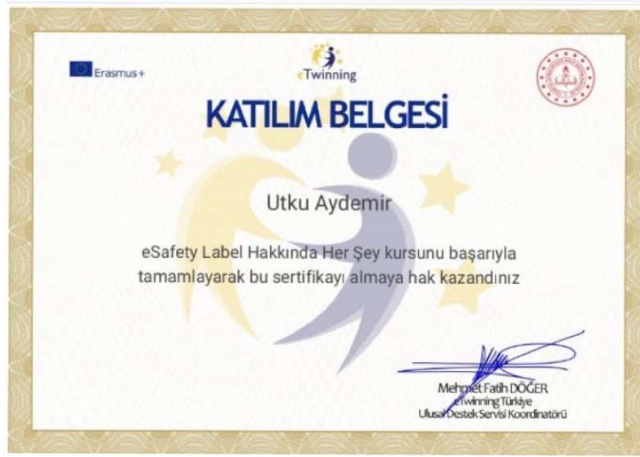 Erasmus+
eTwinning
KATILIM BELGESİ
Utku Aydemir
eSafety Label Hakkında Her Şey kursunu başarıyla
tamamlayarak bu sertifikayı almaya hak kazandınız
Mehmet Fatih DÖĞER
eTwinning Türkiye
Ulusal Destek Servisi Koordinatörü